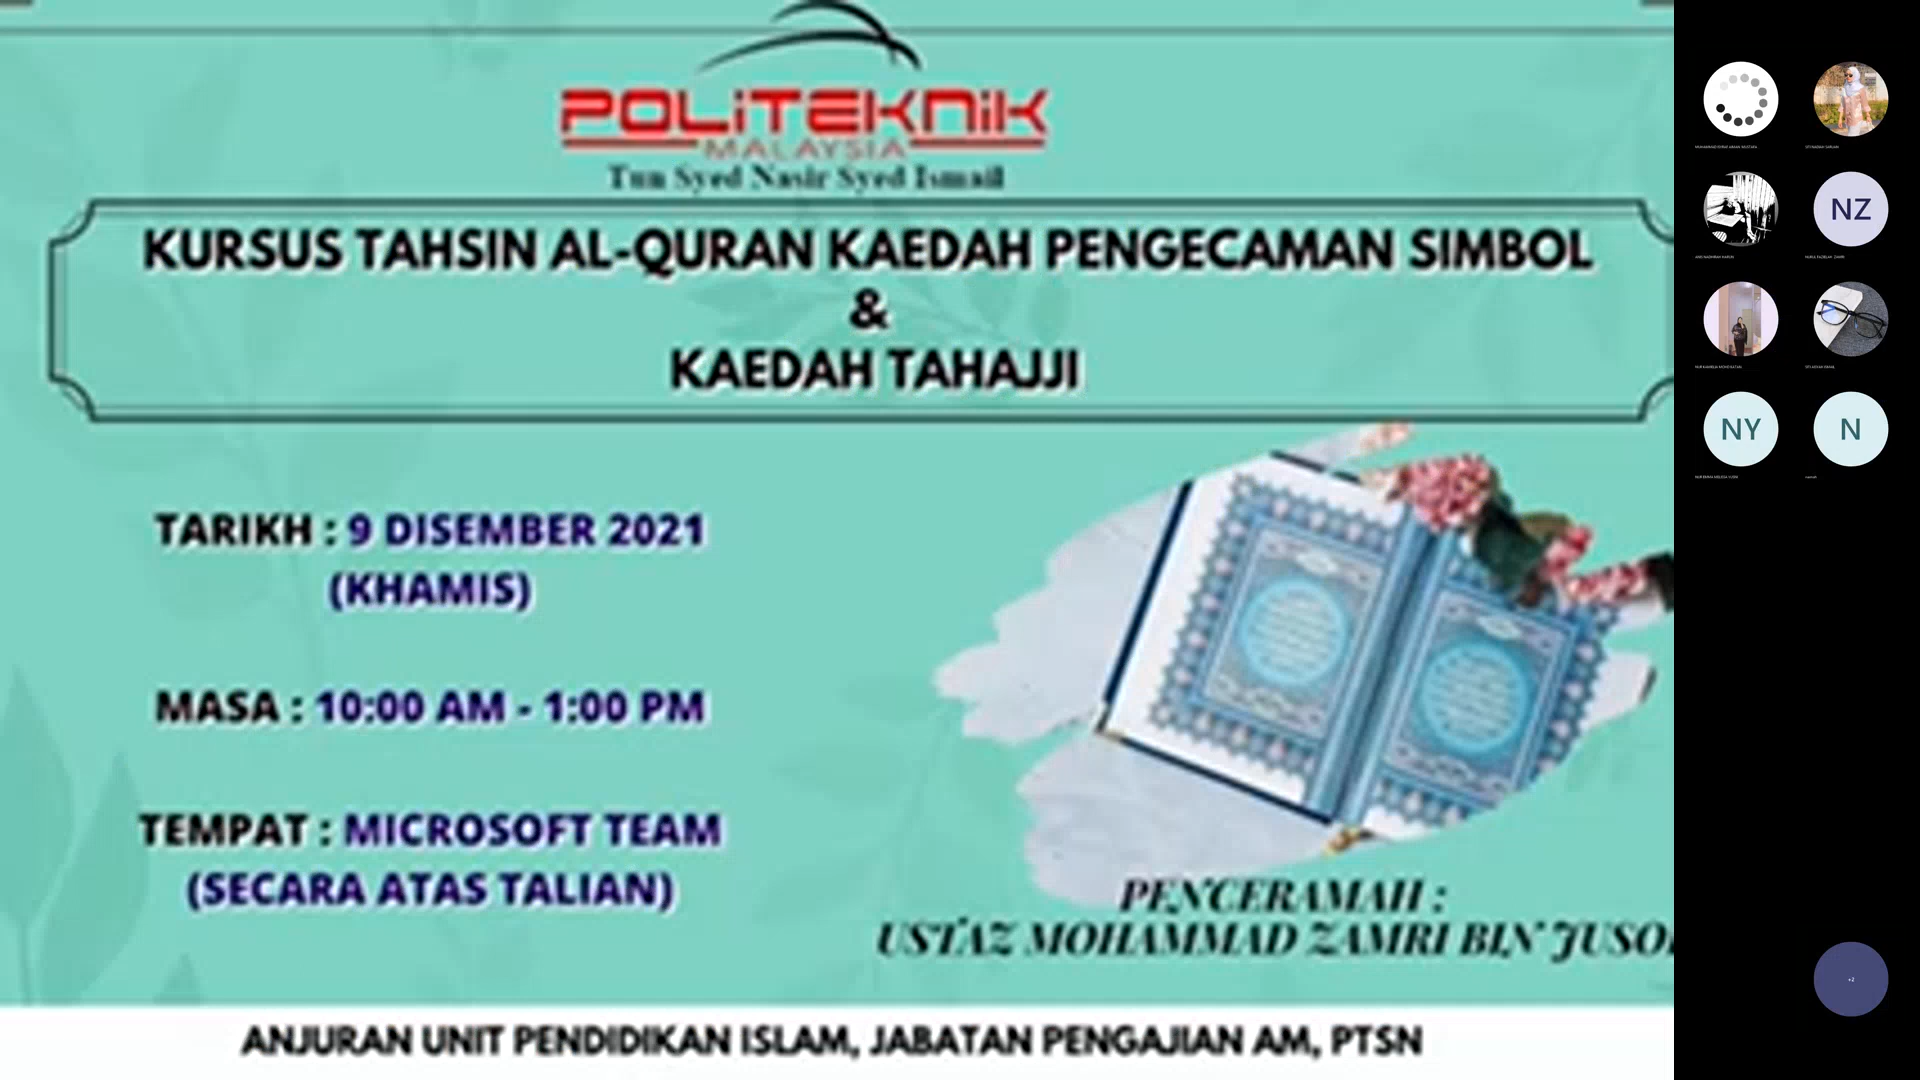 POLITEKNIK
MALAYSIA
Tun Syed Nasir Syed Ismail
KURSUS TAHSIN AL-QURAN KAEDAH PENGECAMAN SIMBOL
&
KAEDAH TAHAJJI
TARIKH : 9 DISEMBER 2021
(KHAMIS)
MASA : 10:00 AM - 1:00 PM
TEMPAT : MICROSOFT TEAM
(SECARA ATAS TALIAN)
PENCERAMAH :
USTAZ MOHAMMAD ZAMRI BIN JUSO
ANJURAN UNIT PENDIDIKAN ISLAM, JABATAN PENGAJIAN AM, PTSN
NZ
NY
N
+2